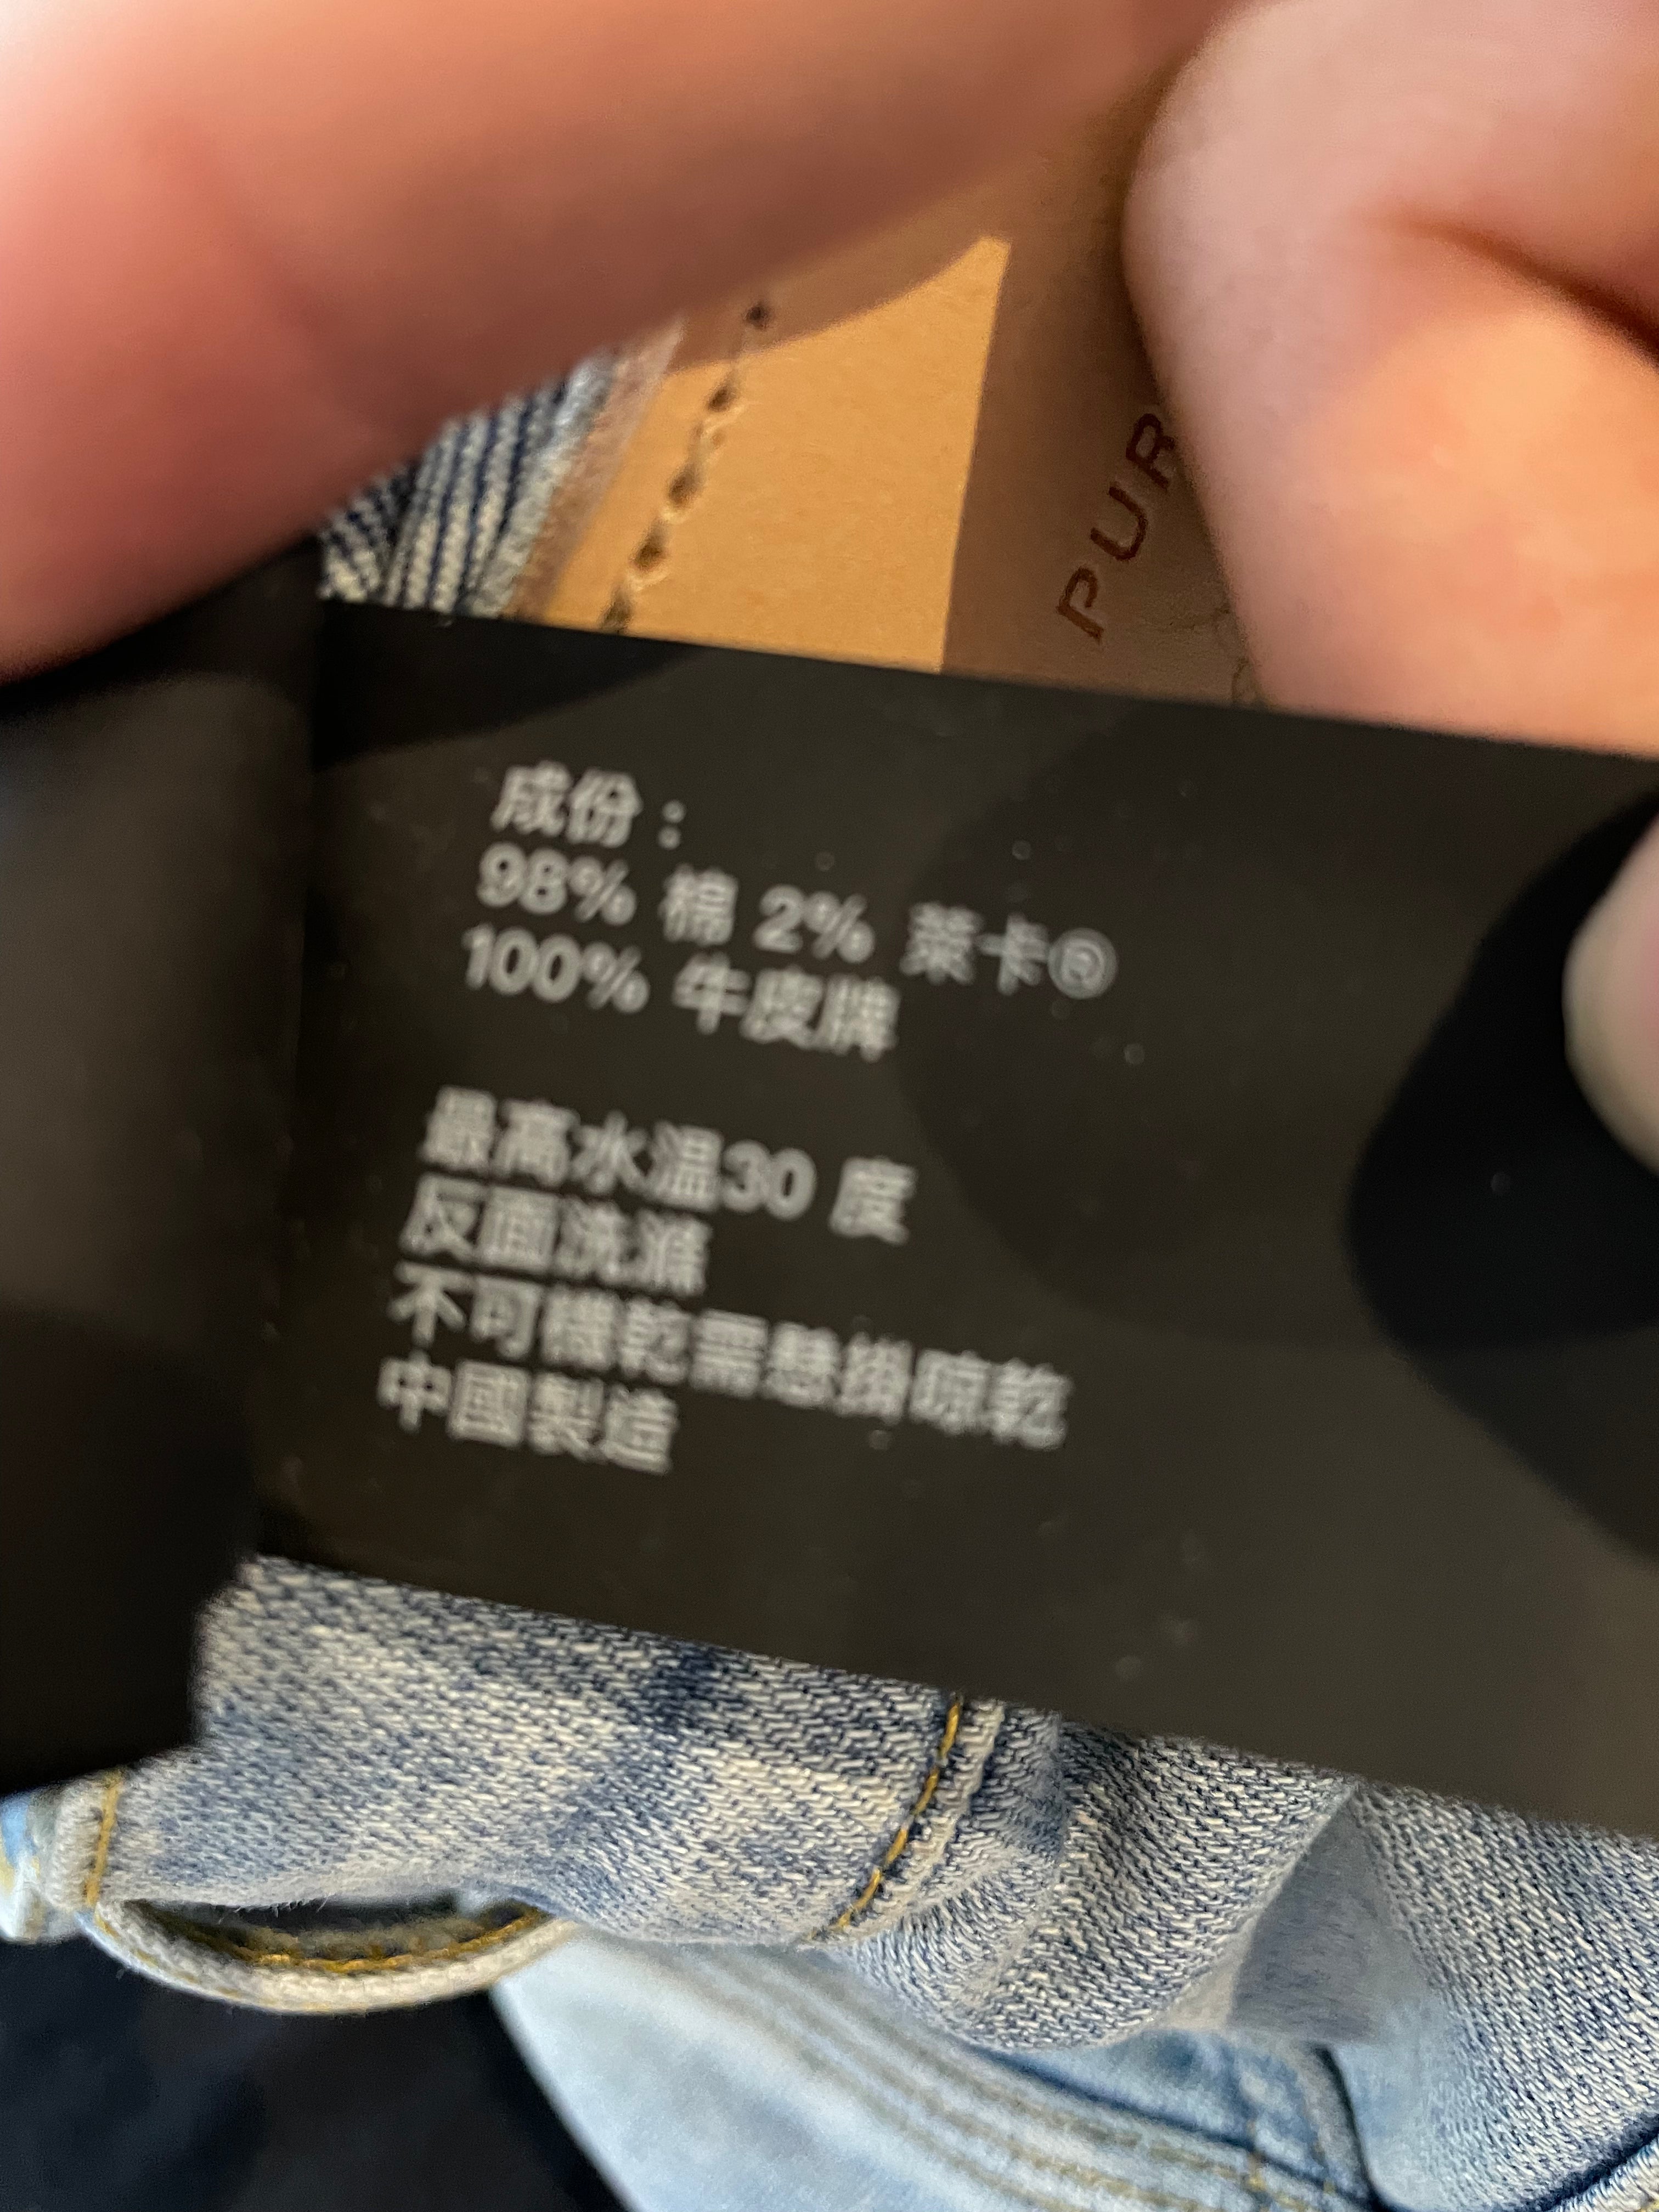 PUR
成份：
98% 棉 2% 萊卡®
100% 牛皮牌
最高水溫30 度
反面洗滌
不可機乾需懸掛晾乾
中國製造